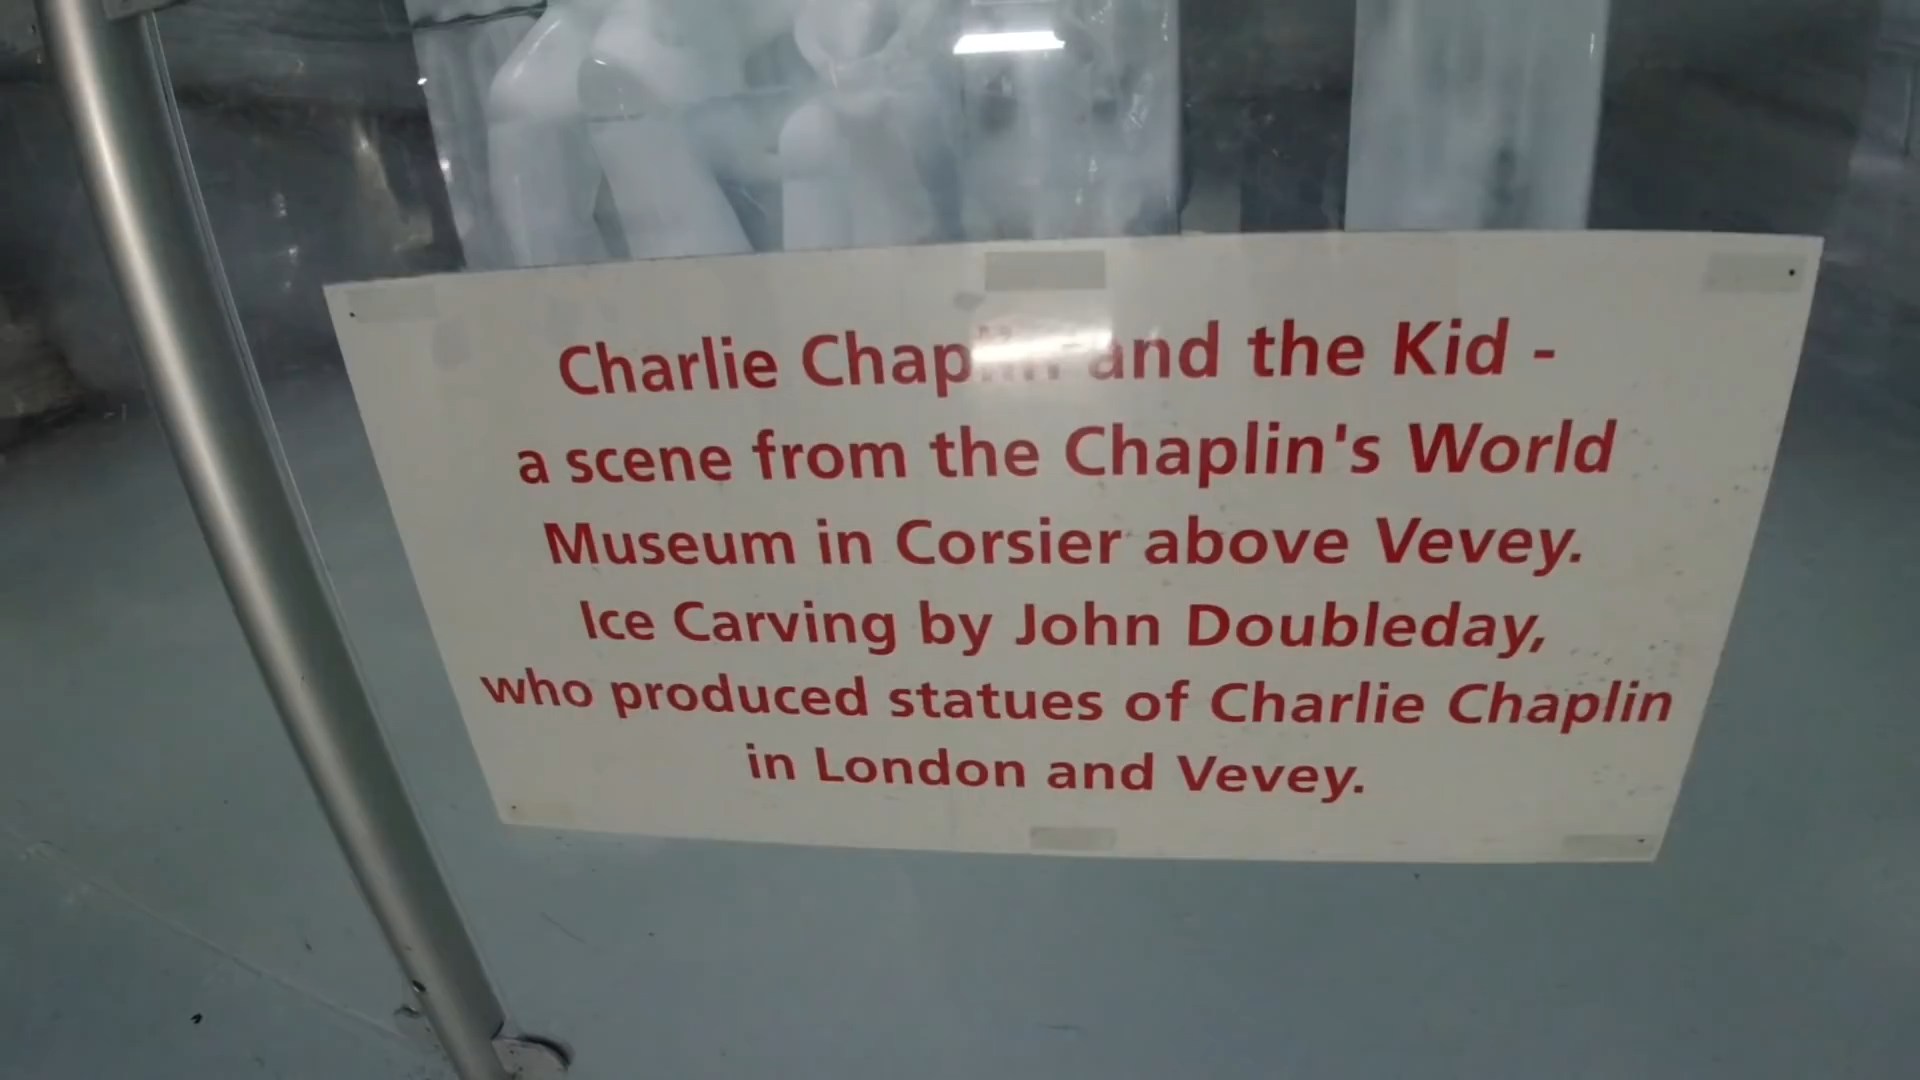 Charlie Chaplin and the Kid -
a scene from the Chaplin's World
Museum in Corsier above Vevey.
Ice Carving by John Doubleday,
who produced statues of Charlie Chaplin
in London and Vevey.